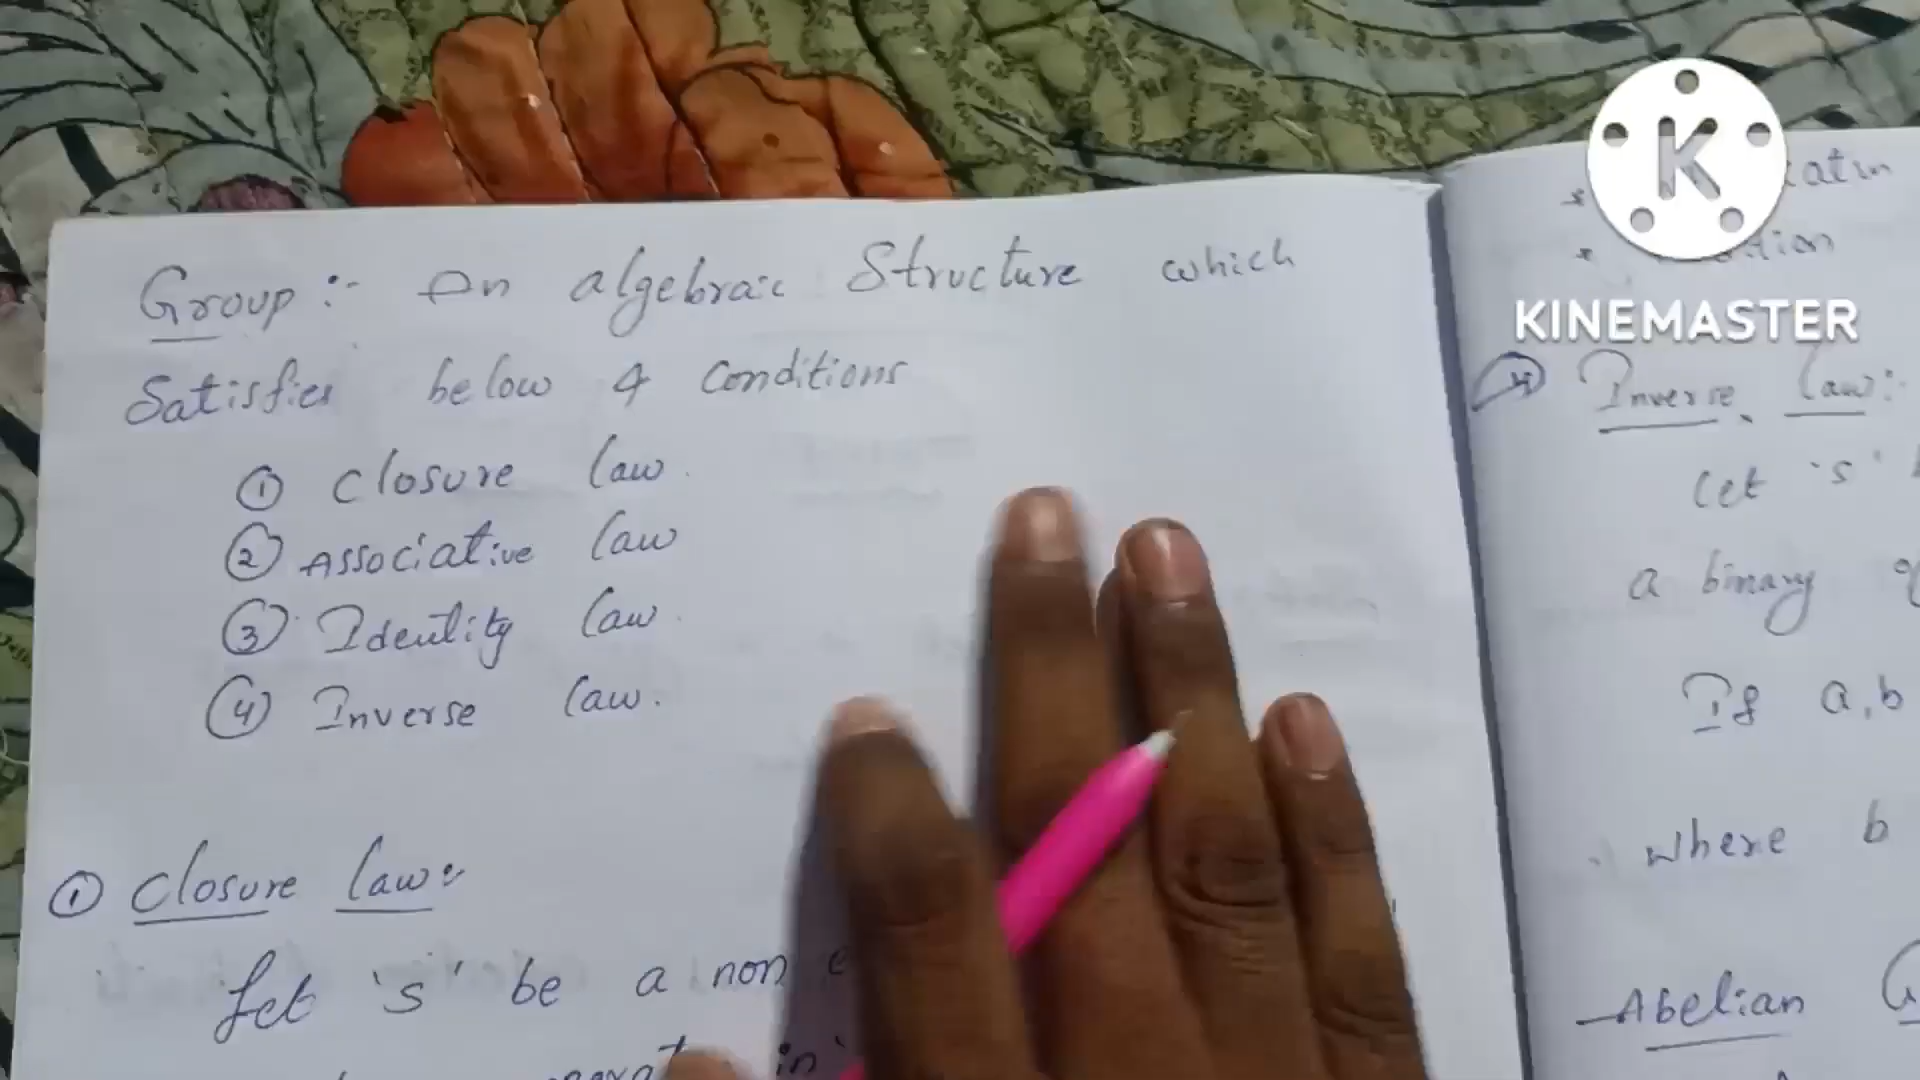 Group :- An algebraic Structure which
Satisfies below 4 conditions
① Closure law.
② Associative law
③ Identity law.
④ Inverse law.
① Closure law:
Let 's' be a non
in'
KINEMASTER
④ Inverse law:-
Let 's'
a binary
If a,b
where b
Abelian